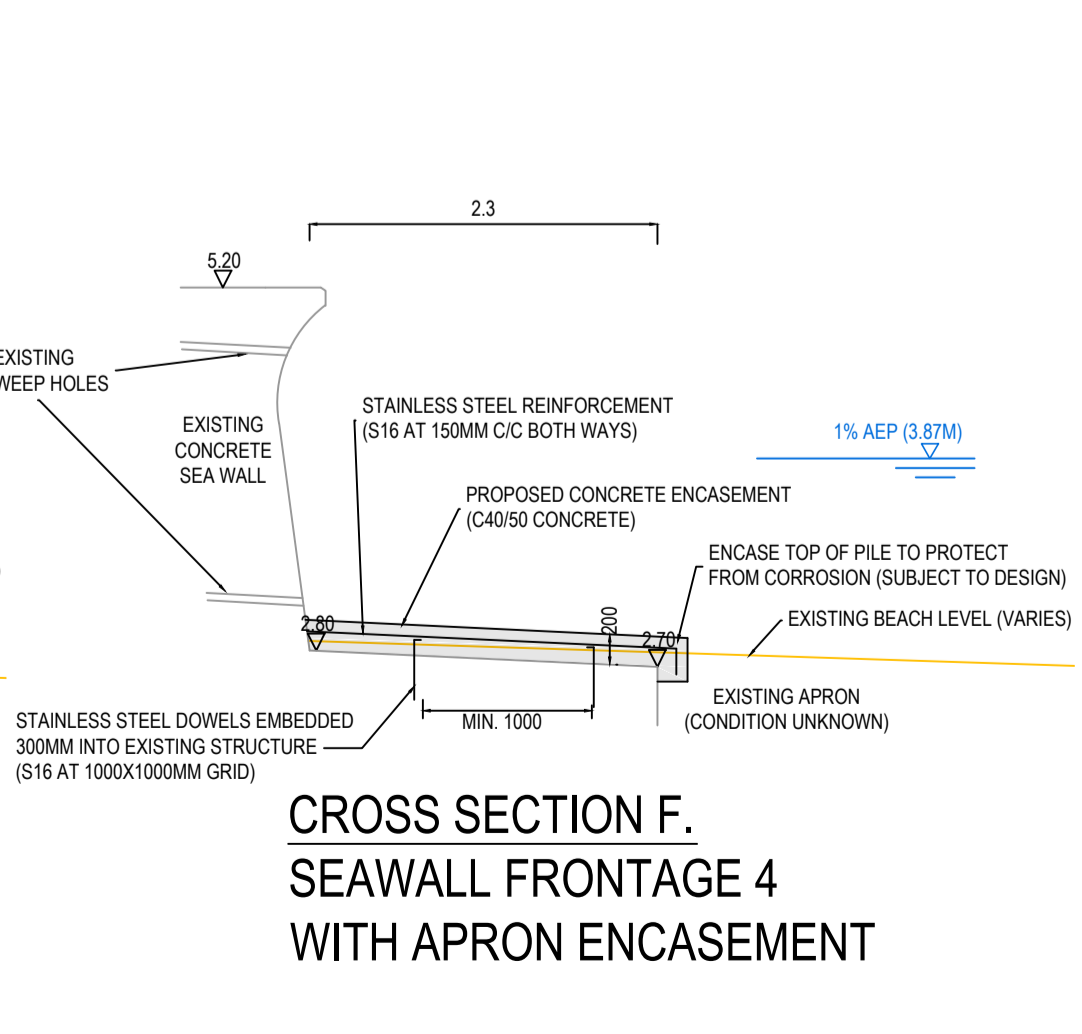 2.3
5.20
EXISTING
WEEP HOLES
EXISTING
CONCRETE
SEA WALL
STAINLESS STEEL REINFORCEMENT
(S16 AT 150MM C/C BOTH WAYS)
1% AEP (3.87M)
PROPOSED CONCRETE ENCASEMENT
(C40/50 CONCRETE)
ENCASE TOP OF PILE TO PROTECT
FROM CORROSION (SUBJECT TO DESIGN)
EXISTING BEACH LEVEL (VARIES)
2.80
200
2.70
EXISTING APRON
(CONDITION UNKNOWN)
MIN. 1000
STAINLESS STEEL DOWELS EMBEDDED
300MM INTO EXISTING STRUCTURE
(S16 AT 1000X1000MM GRID)
CROSS SECTION F.
SEAWALL FRONTAGE 4
WITH APRON ENCASEMENT